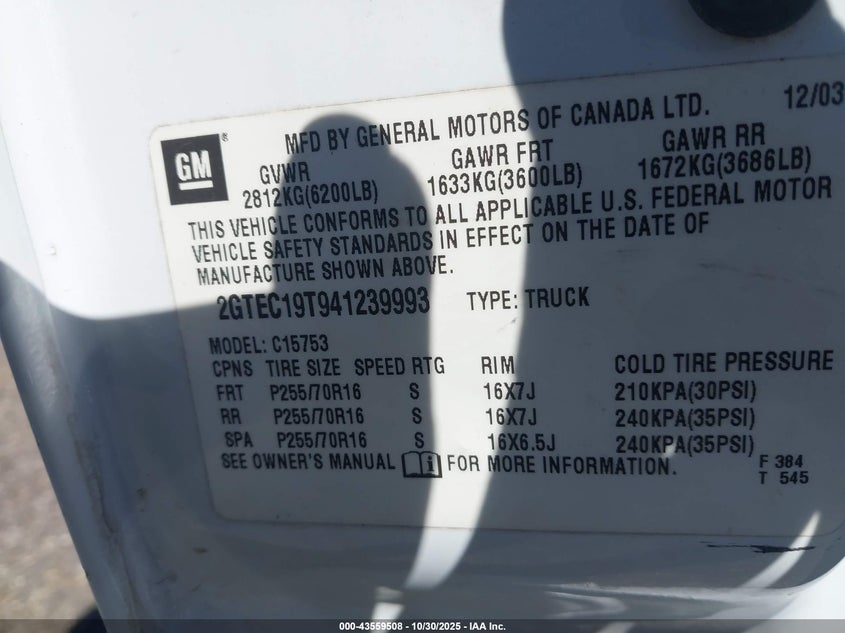 12/03
GM®
MFD BY GENERAL MOTORS OF CANADA LTD.
GVWR GAWR FRT GAWR RR
2812KG(6200LB) 1633KG(3600LB) 1672KG(3686LB)
THIS VEHICLE CONFORMS TO ALL APPLICABLE U.S. FEDERAL MOTOR
VEHICLE SAFETY STANDARDS IN EFFECT ON THE DATE OF
MANUFACTURE SHOWN ABOVE.
2GTEC19T941239993 TYPE: TRUCK
MODEL: C15753
CPNS TIRE SIZE SPEED RTG RIM COLD TIRE PRESSURE
FRT P255/70R16 S 16X7J 210KPA(30PSI)
RR P255/70R16 S 16X7J 240KPA(35PSI)
SPA P255/70R16 S 16X6.5J 240KPA(35PSI)
SEE OWNER'S MANUAL FOR MORE INFORMATION.
F 384
T 545
000-43559508 - 10/30/2025 - IAA Inc.